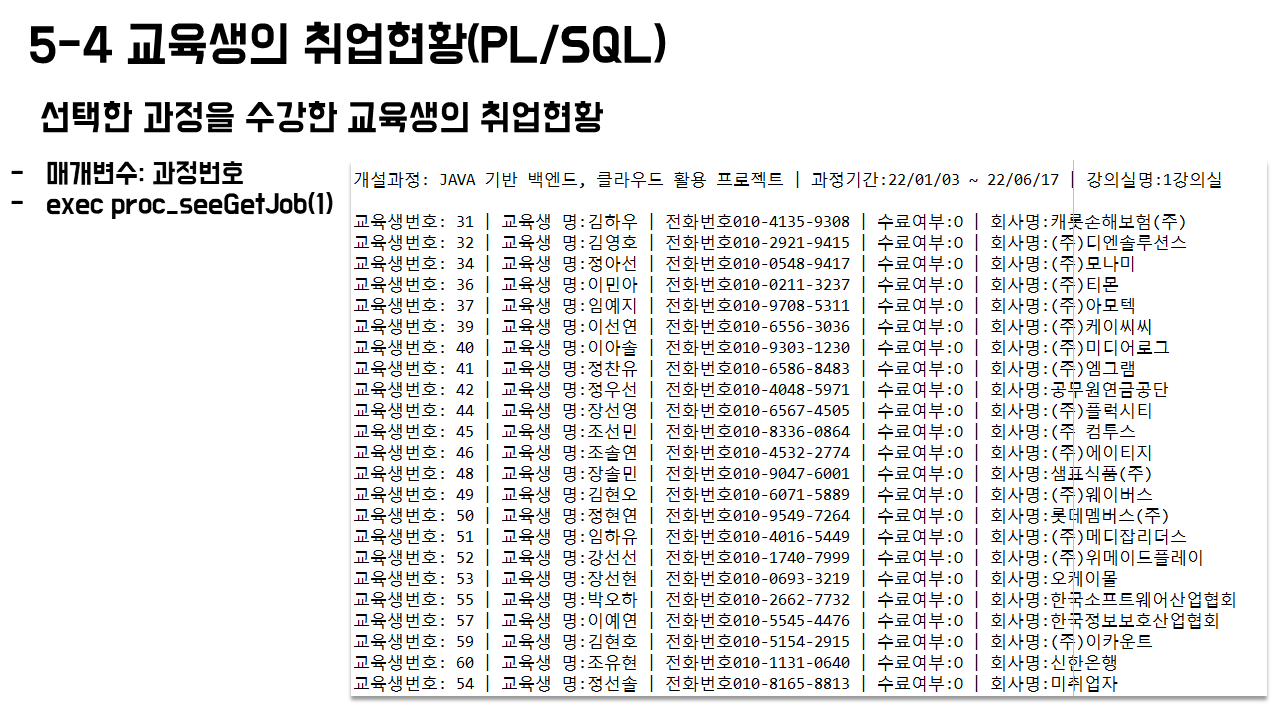 5-4 교육생의 취업현황(PL/SQL)
선택한 과정을 수강한 교육생의 취업현황
- 매개변수: 과정번호
- exec proc_seeGetJob(1)
개설과정: JAVA 기반 백엔드, 클라우드 활용 프로젝트 | 과정기간:22/01/03 ~ 22/06/17 | 강의실명:1강의실
교육생번호: 31 | 교육생 명:김하우 | 전화번호010-4135-9308 | 수료여부:O | 회사명:캐롯손해보험(주)
교육생번호: 32 | 교육생 명:김영호 | 전화번호010-2921-9415 | 수료여부:O | 회사명:(주)디엔솔루션스
교육생번호: 34 | 교육생 명:정아선 | 전화번호010-0548-9417 | 수료여부:O | 회사명:(주)모나미
교육생번호: 36 | 교육생 명:이민아 | 전화번호010-0211-3237 | 수료여부:O | 회사명:(주)티몬
교육생번호: 37 | 교육생 명:임예지 | 전화번호010-9708-5311 | 수료여부:O | 회사명:(주)아모텍
교육생번호: 39 | 교육생 명:이선연 | 전화번호010-6556-3036 | 수료여부:O | 회사명:(주)케이씨씨
교육생번호: 40 | 교육생 명:이아솔 | 전화번호010-9303-1230 | 수료여부:O | 회사명:(주)미디어로그
교육생번호: 41 | 교육생 명:정찬유 | 전화번호010-6586-8483 | 수료여부:O | 회사명:(주)엠그램
교육생번호: 42 | 교육생 명:정우선 | 전화번호010-4048-5971 | 수료여부:O | 회사명:공무원연금공단
교육생번호: 44 | 교육생 명:장선영 | 전화번호010-6567-4505 | 수료여부:O | 회사명:(주)플럭시티
교육생번호: 45 | 교육생 명:조선민 | 전화번호010-8336-0864 | 수료여부:O | 회사명:(주 컴투스
교육생번호: 46 | 교육생 명:조솔연 | 전화번호010-4532-2774 | 수료여부:O | 회사명:(주)에이티지
교육생번호: 48 | 교육생 명:장솔민 | 전화번호010-9047-6001 | 수료여부:O | 회사명:샘표식품(주)
교육생번호: 49 | 교육생 명:김현오 | 전화번호010-6071-5889 | 수료여부:O | 회사명:(주)웨이버스
교육생번호: 50 | 교육생 명:정현연 | 전화번호010-9549-7264 | 수료여부:O | 회사명:롯데멤버스(주)
교육생번호: 51 | 교육생 명:임하유 | 전화번호010-4016-5449 | 수료여부:O | 회사명:(주)메디잡리더스
교육생번호: 52 | 교육생 명:강선선 | 전화번호010-1740-7999 | 수료여부:O | 회사명:(주)위메이드플레이
교육생번호: 53 | 교육생 명:장선현 | 전화번호010-0693-3219 | 수료여부:O | 회사명:오케이몰
교육생번호: 55 | 교육생 명:박오하 | 전화번호010-2662-7732 | 수료여부:O | 회사명:한국소프트웨어산업협회
교육생번호: 57 | 교육생 명:이예연 | 전화번호010-5545-4476 | 수료여부:O | 회사명:한국정보보호산업협회
교육생번호: 59 | 교육생 명:김현호 | 전화번호010-5154-2915 | 수료여부:O | 회사명:(주)이카운트
교육생번호: 60 | 교육생 명:조유현 | 전화번호010-1131-0640 | 수료여부:O | 회사명:신한은행
교육생번호: 54 | 교육생 명:정선솔 | 전화번호010-8165-8813 | 수료여부:O | 회사명:미취업자